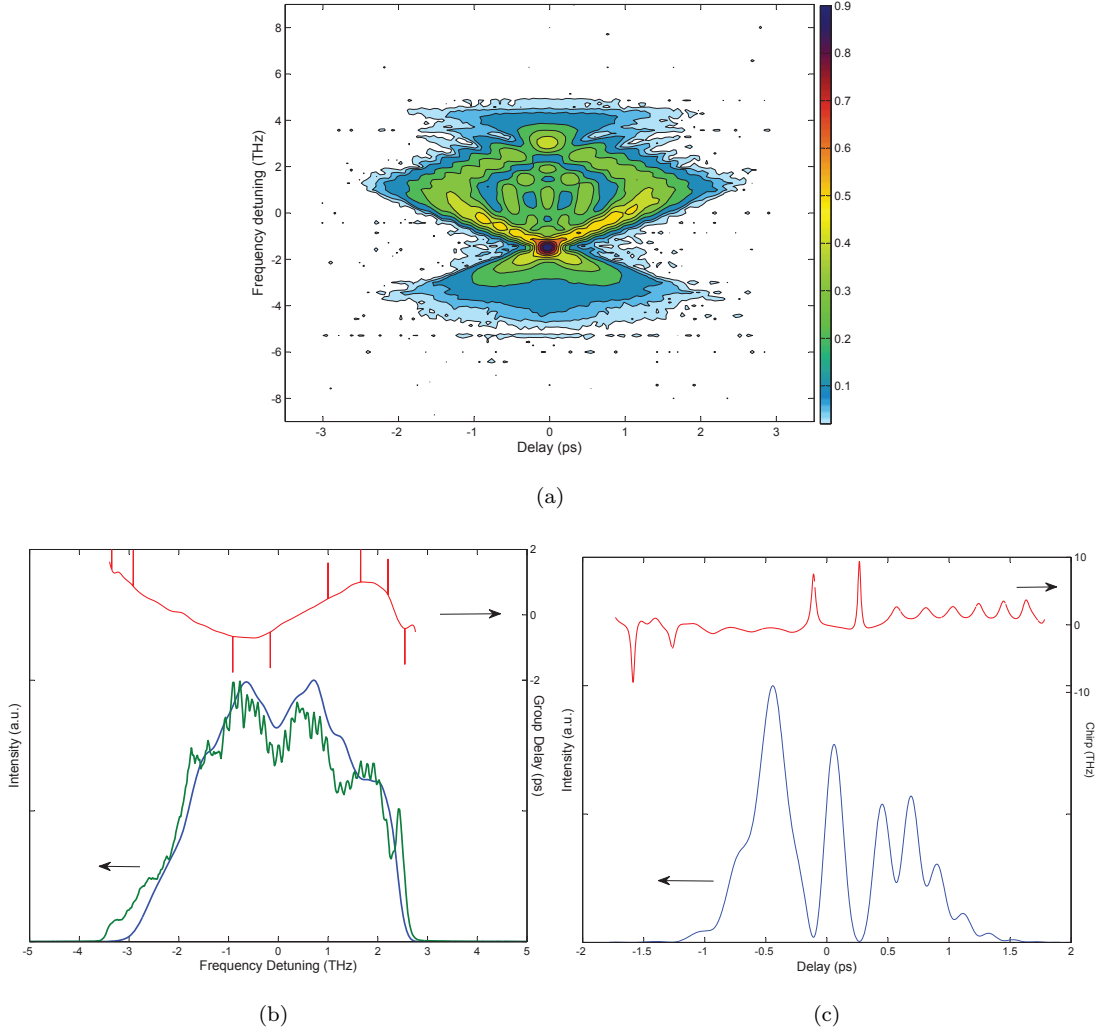 8
6
4
2
0
-2
-4
-6
-8
Frequency detuning (THz)
-3 -2 -1 0 1 2 3
Delay (ps)
0.9
0.8
0.7
0.6
0.5
0.4
0.3
0.2
0.1
(a)
2
0
-2
Intensity (a.u.)
Group Delay (ps)
-5 -4 -3 -2 -1 0 1 2 3 4 5
Frequency Detuning (THz)
(b)
10
0
-10
Intensity (a.u.)
Chirp (THz)
-2 -1.5 -1 -0.5 0 0.5 1 1.5 2
Delay (ps)
(c)